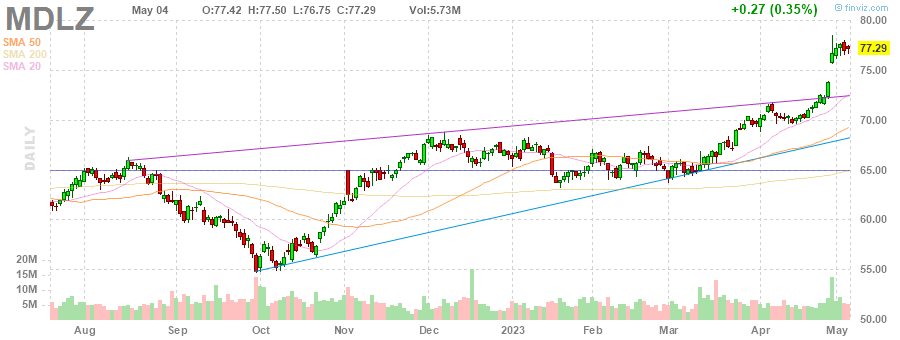 MDLZ May 04 O:77.42 H:77.50 L:76.75 C:77.29 Vol:5.73M +0.27 (0.35%) © finviz.com
SMA 50
SMA 200
SMA 20
DAILY
80.00
77.29
75.00
70.00
65.00
60.00
55.00
50.00
20M
15M
10M
5M
Aug Sep Oct Nov Dec 2023 Feb Mar Apr May